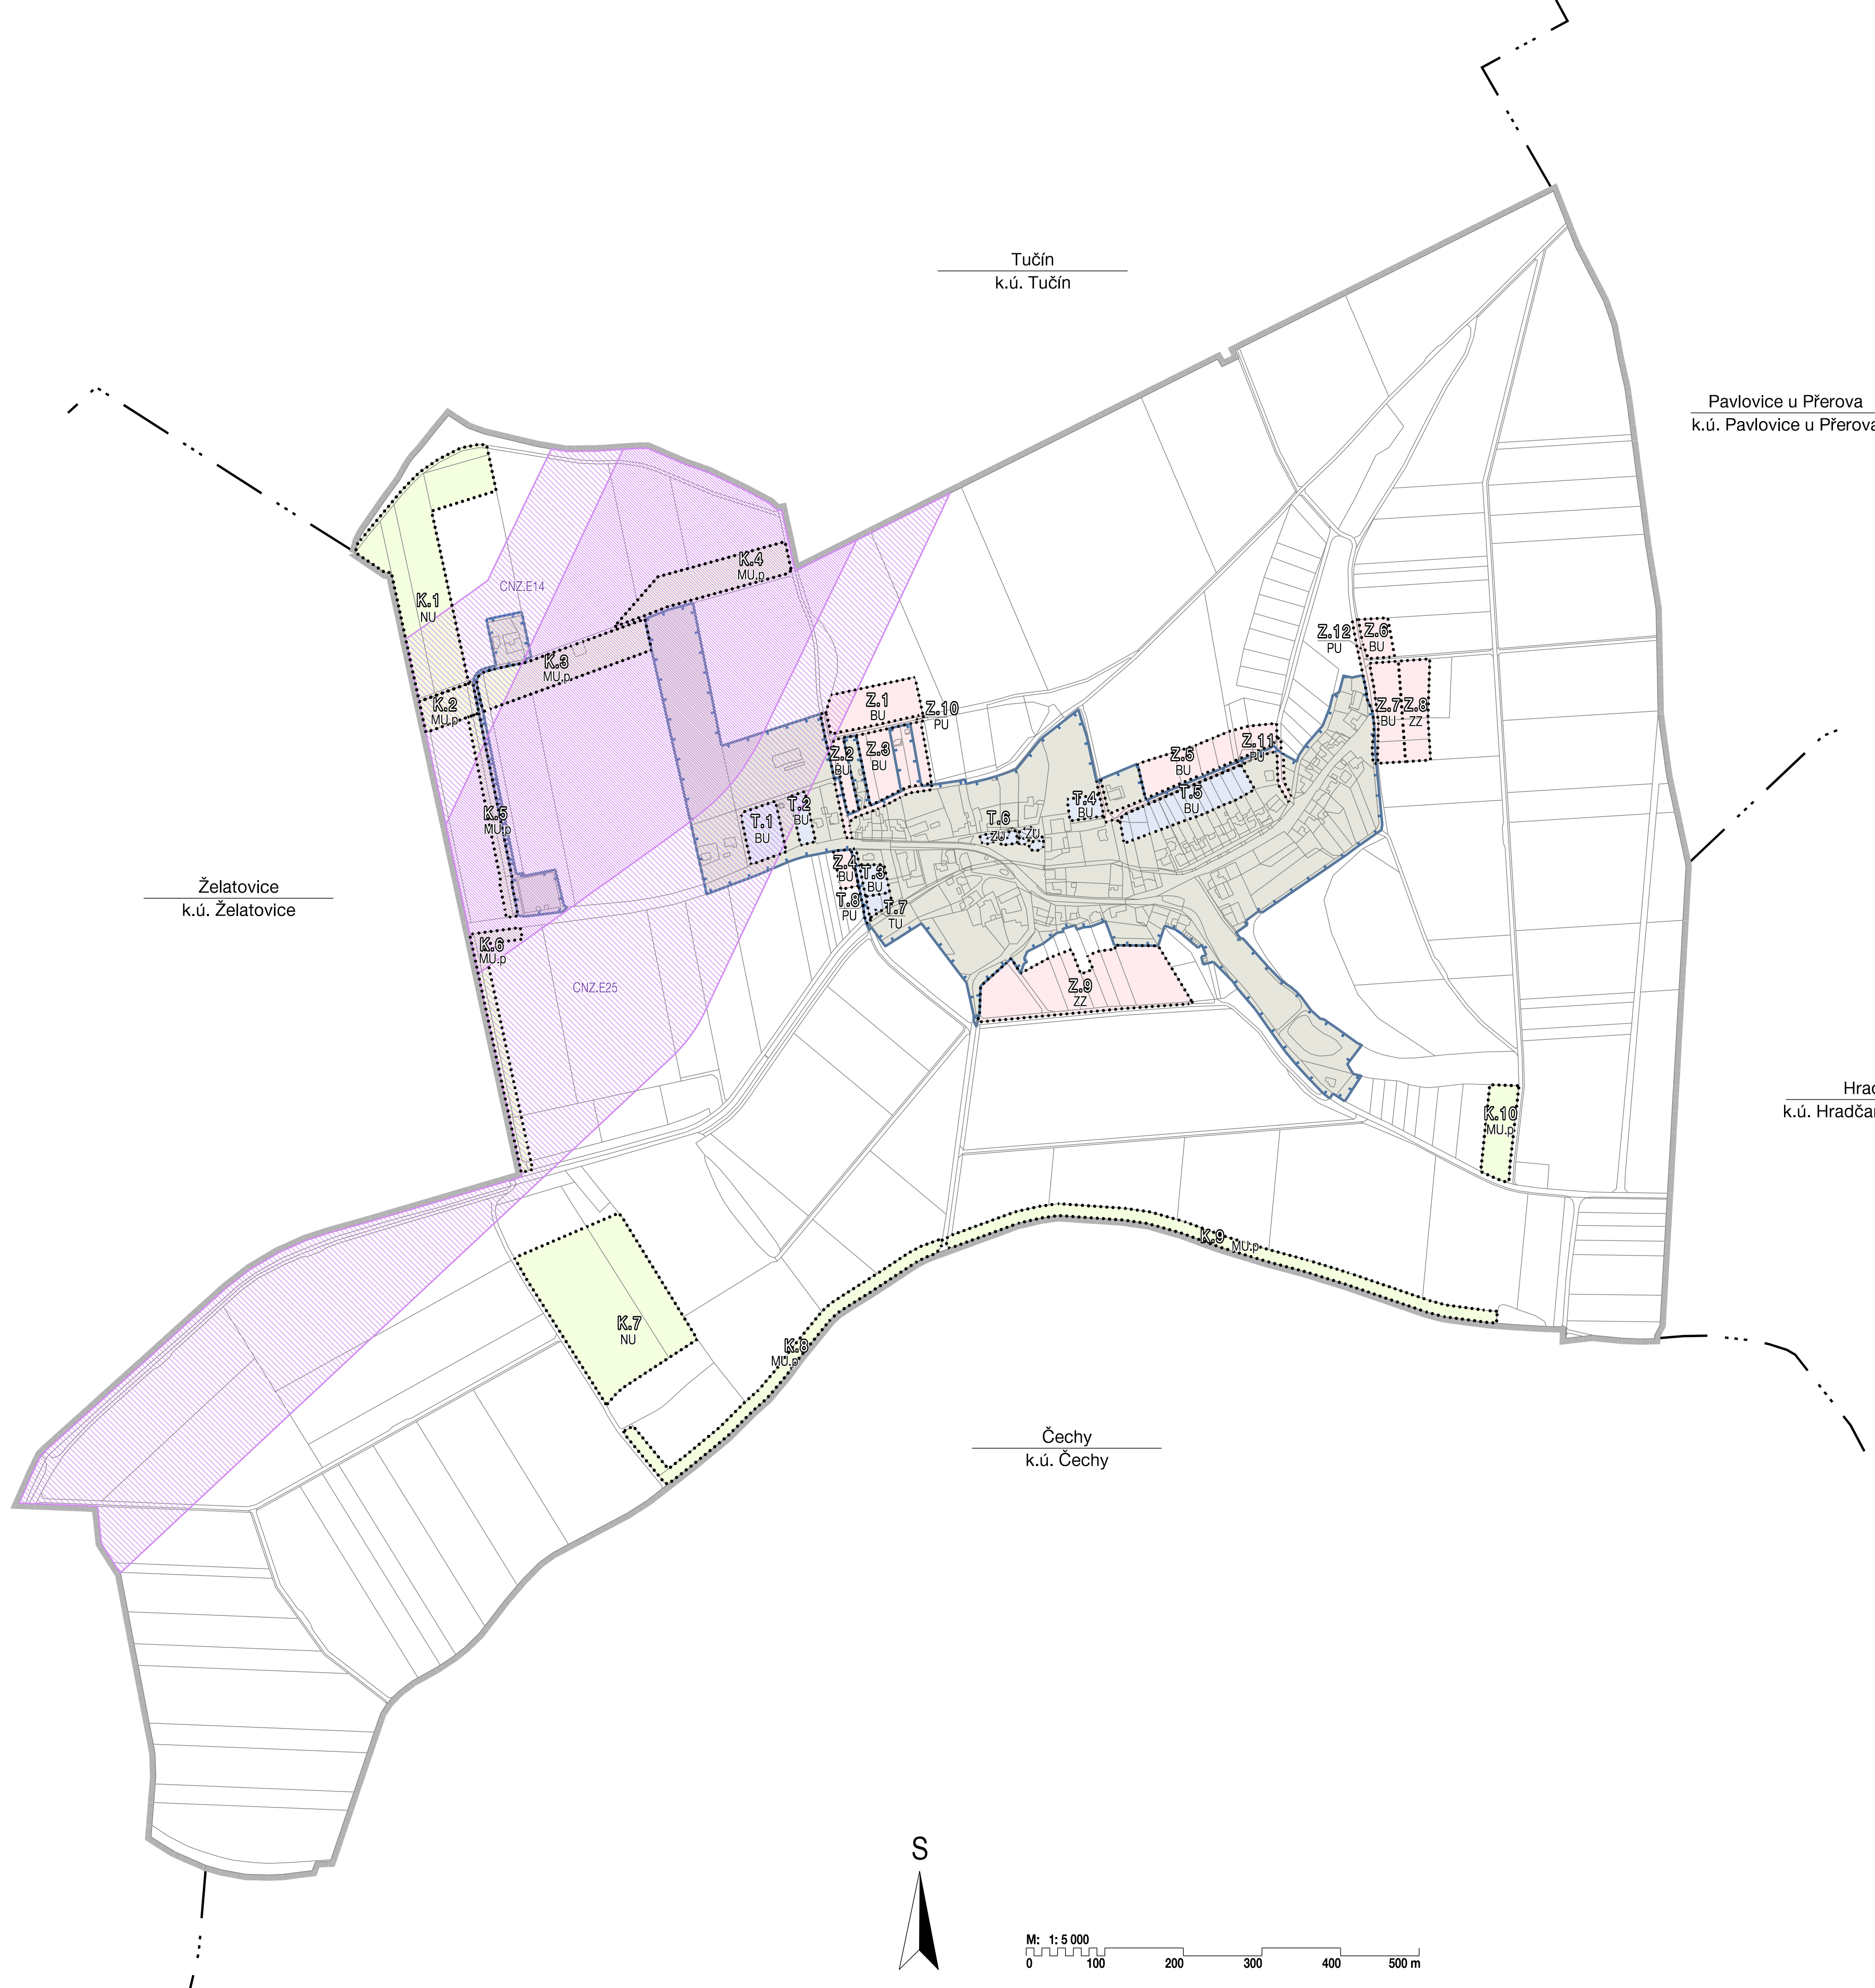 Tučín
k.ú. Tučín
Pavlovice u Přerova
k.ú. Pavlovice u Přerova
K.4
MU.p
CNZ.E14
K.1
NU
Z.12
PU
Z.6
BU
K.3
MU.p
K.2
MU.p
Z.1
BU
Z.10
PU
Z.7
BU
Z.8
ZZ
Z.2
BU
Z.3
BU
Z.5
BU
Z.11
PU
T.5
BU
T.4
BU
T.2
BU
T.1
BU
T.6
ZU
ZU
K.5
MU.p
Z.4
BU
T.3
BU
T.8
PU
T.7
TU
Želatovice
k.ú. Želatovice
K.6
MU.p
CNZ.E25
Z.9
ZZ
Hrad
k.ú. Hradčan
K.10
MU.p
K.9
MU.p
K.7
NU
K.8
MU.p
Čechy
k.ú. Čechy
S
M: 1: 5 000
0 100 200 300 400 500 m